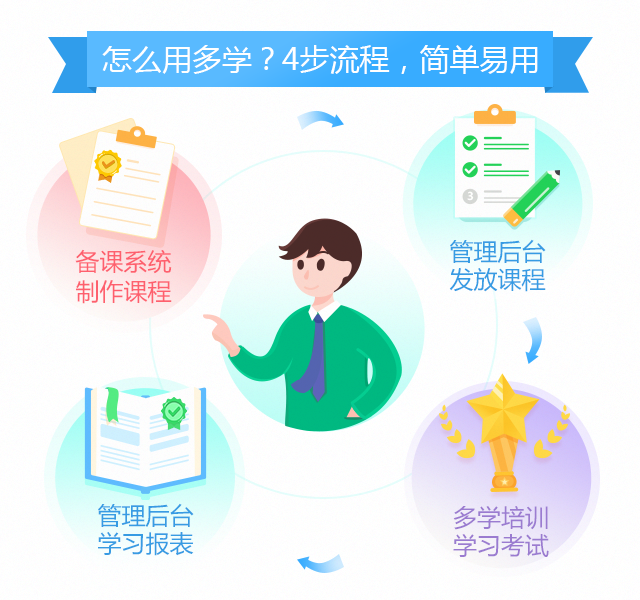 怎么用多学？4步流程，简单易用
备课系统
制作课程
管理后台
发放课程
3
多学培训
学习考试
管理后台
学习报表